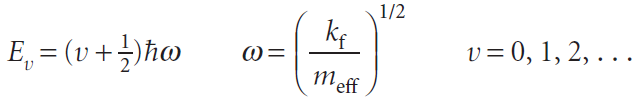 E_υ = (υ + 1/2)ħω    ω = (k_f / m_eff)^{1/2}    υ = 0, 1, 2, . . .